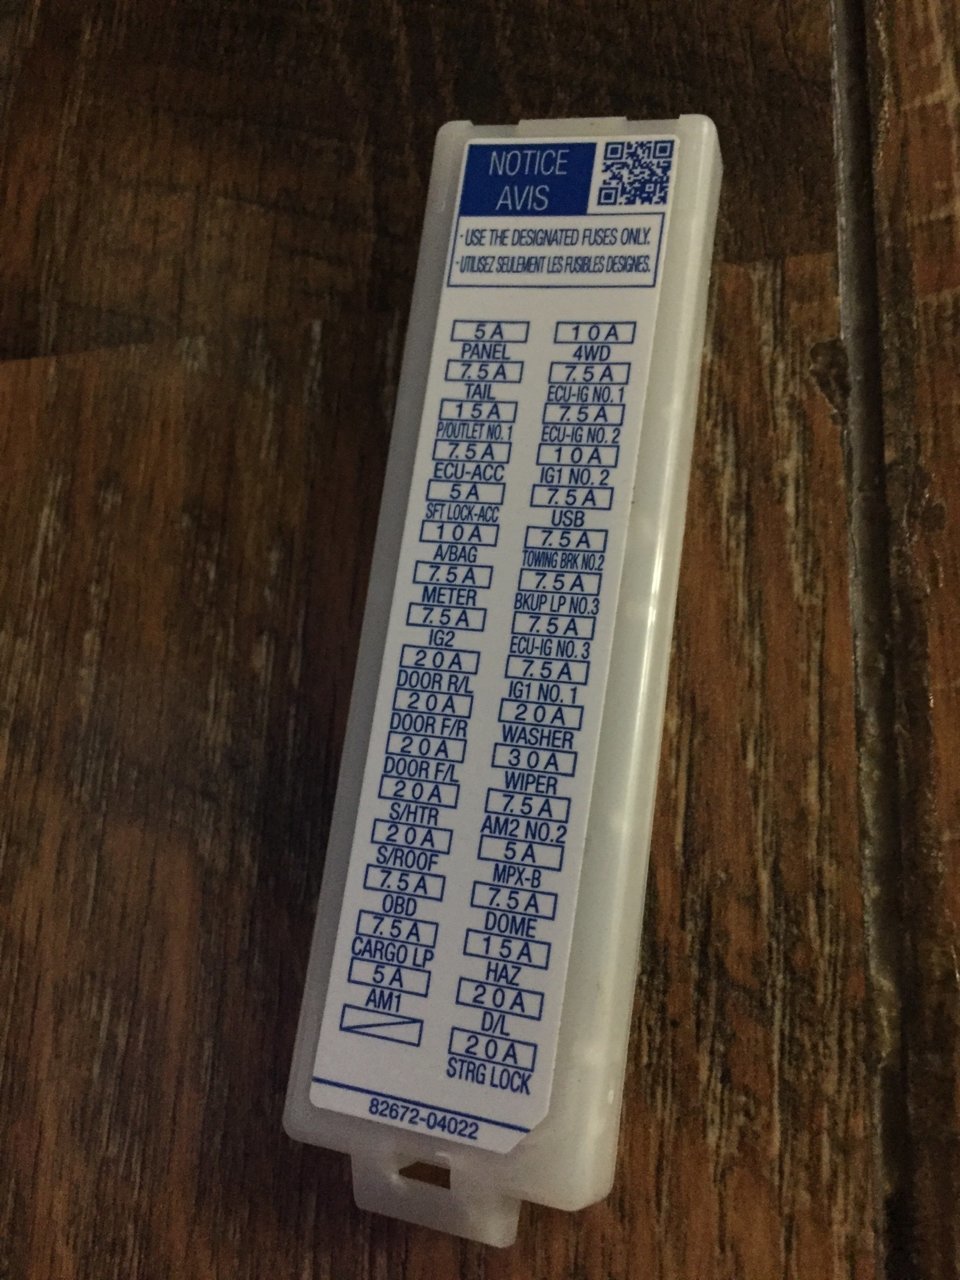 NOTICE
AVIS
·USE THE DESIGNATED FUSES ONLY.
·UTILISEZ SEULEMENT LES FUSIBLES DESIGNES.
5A
PANEL
7.5A
TAIL
15A
P/OUTLET NO.1
7.5A
ECU-ACC
5A
SFT LOCK-ACC
10A
A/BAG
7.5A
METER
7.5A
IG2
20A
DOOR R/L
20A
DOOR F/R
20A
DOOR F/L
20A
S/HTR
20A
S/ROOF
7.5A
OBD
7.5A
CARGO LP
5A
AM1
10A
4WD
7.5A
ECU-IG NO.1
7.5A
ECU-IG NO.2
10A
IG1 NO.2
7.5A
USB
7.5A
TOWING BRK NO.2
7.5A
BKUP LP NO.3
7.5A
ECU-IG NO.3
7.5A
IG1 NO.1
20A
WASHER
30A
WIPER
7.5A
AM2 NO.2
5A
MPX-B
7.5A
DOME
15A
HAZ
20A
D/L
20A
STRG LOCK
82672-04022